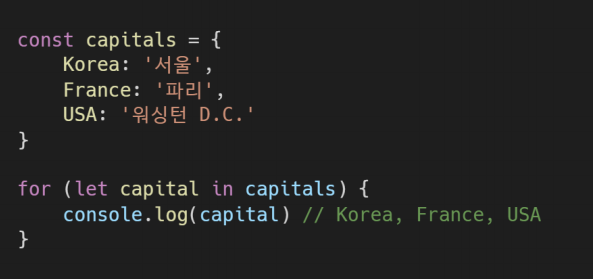 const capitals = {
    Korea: '서울',
    France: '파리',
    USA: '워싱턴 D.C.'
}
for (let capital in capitals) {
    console.log(capital) // Korea, France, USA
}